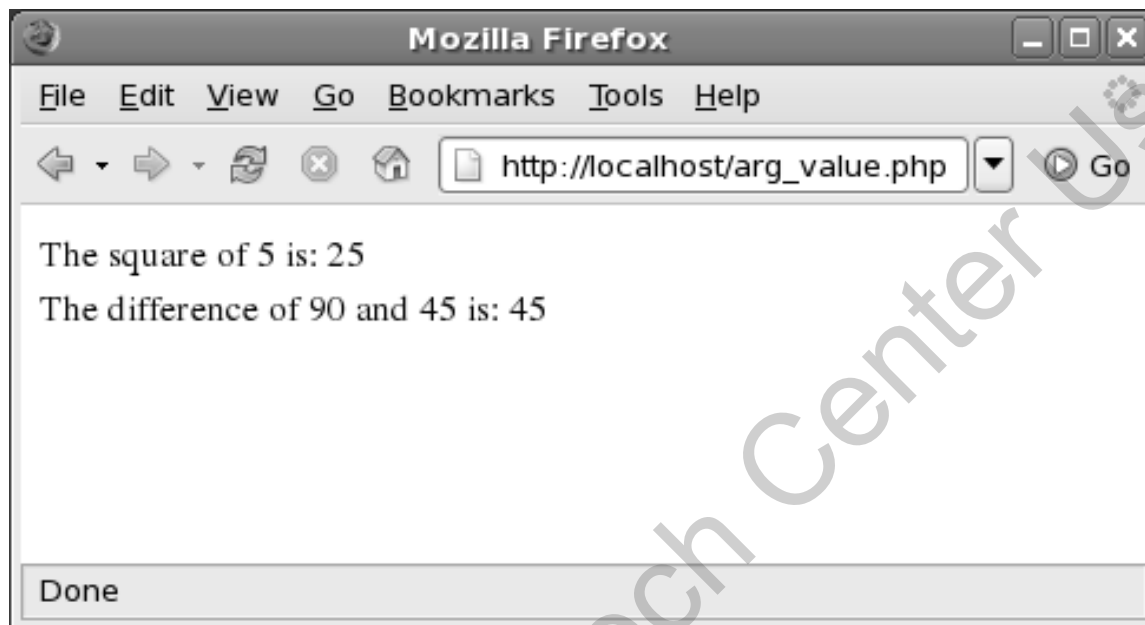 Mozilla Firefox
File Edit View Go Bookmarks Tools Help
http://localhost/arg_value.php Go
The square of 5 is: 25
The difference of 90 and 45 is: 45
Done
Center